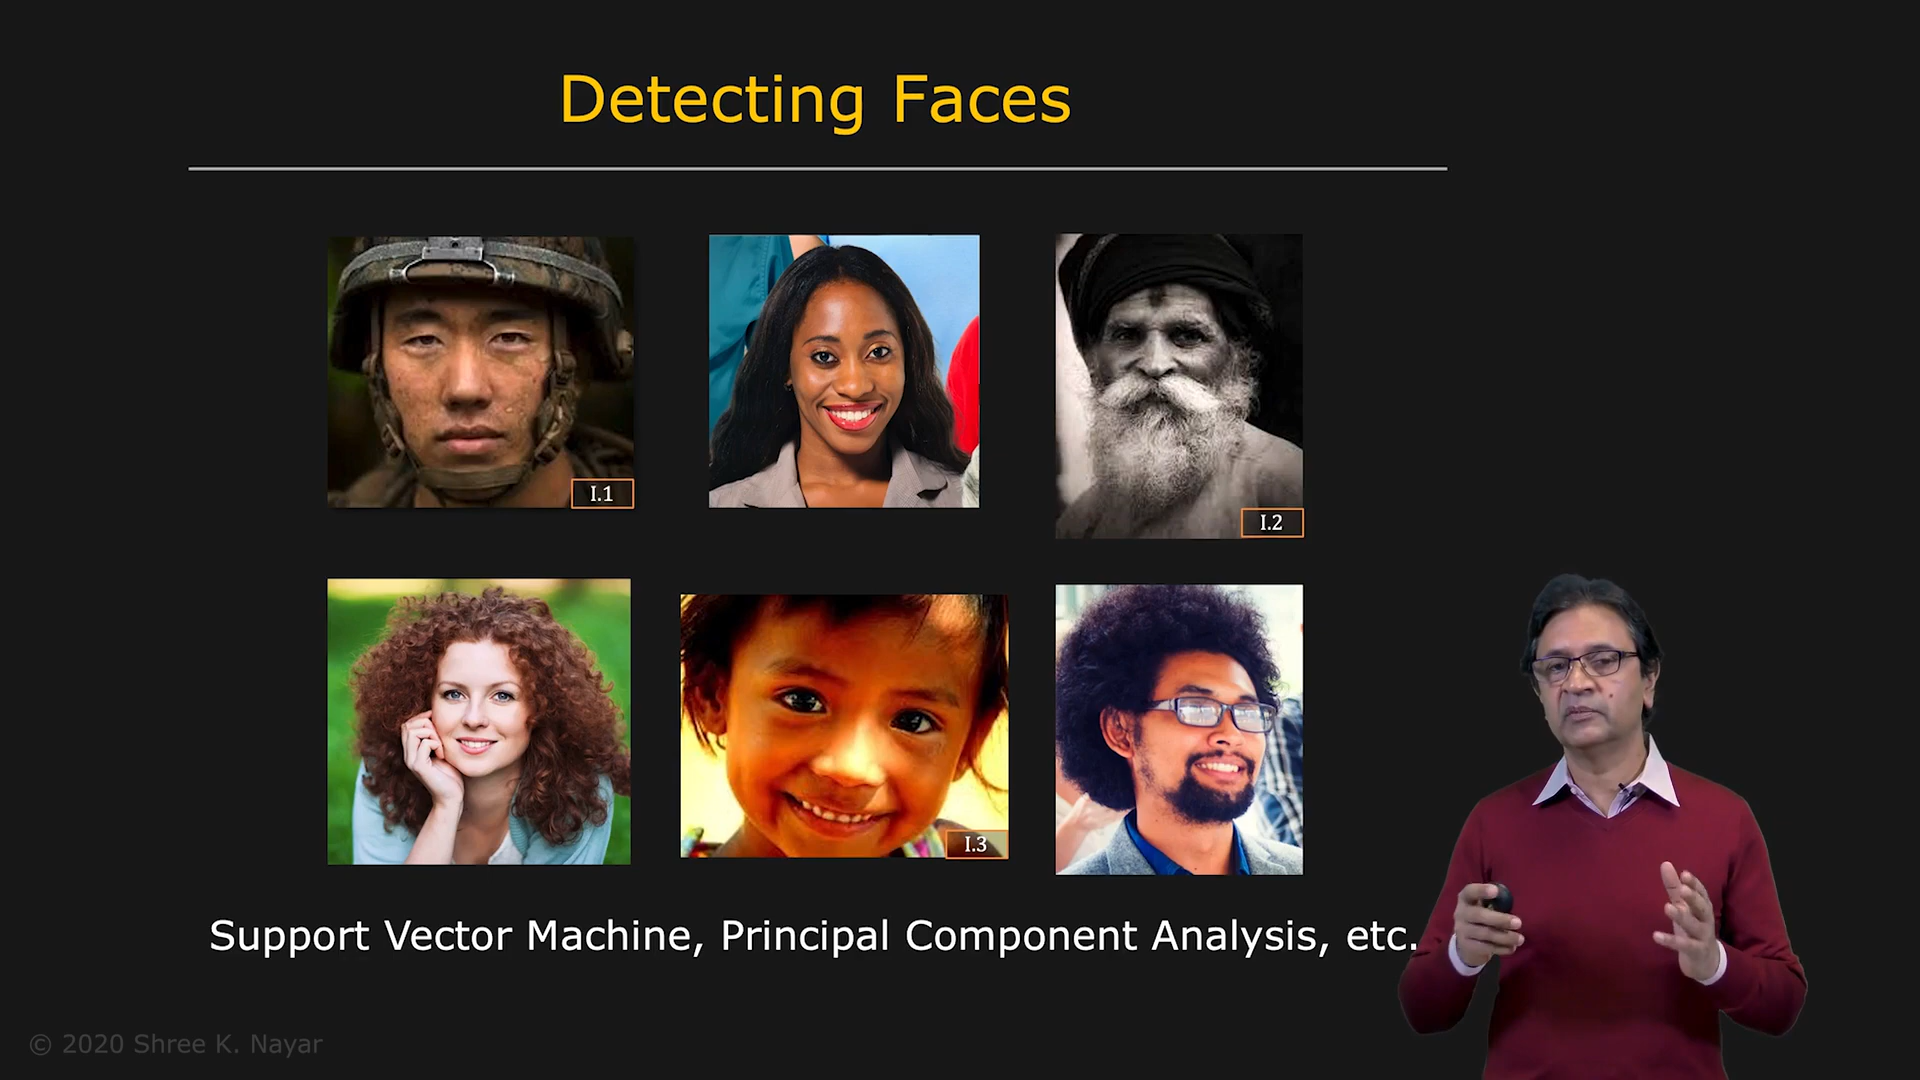 Detecting Faces
I.1
I.2
I.3
Support Vector Machine, Principal Component Analysis, etc.
© 2020 Shree K. Nayar